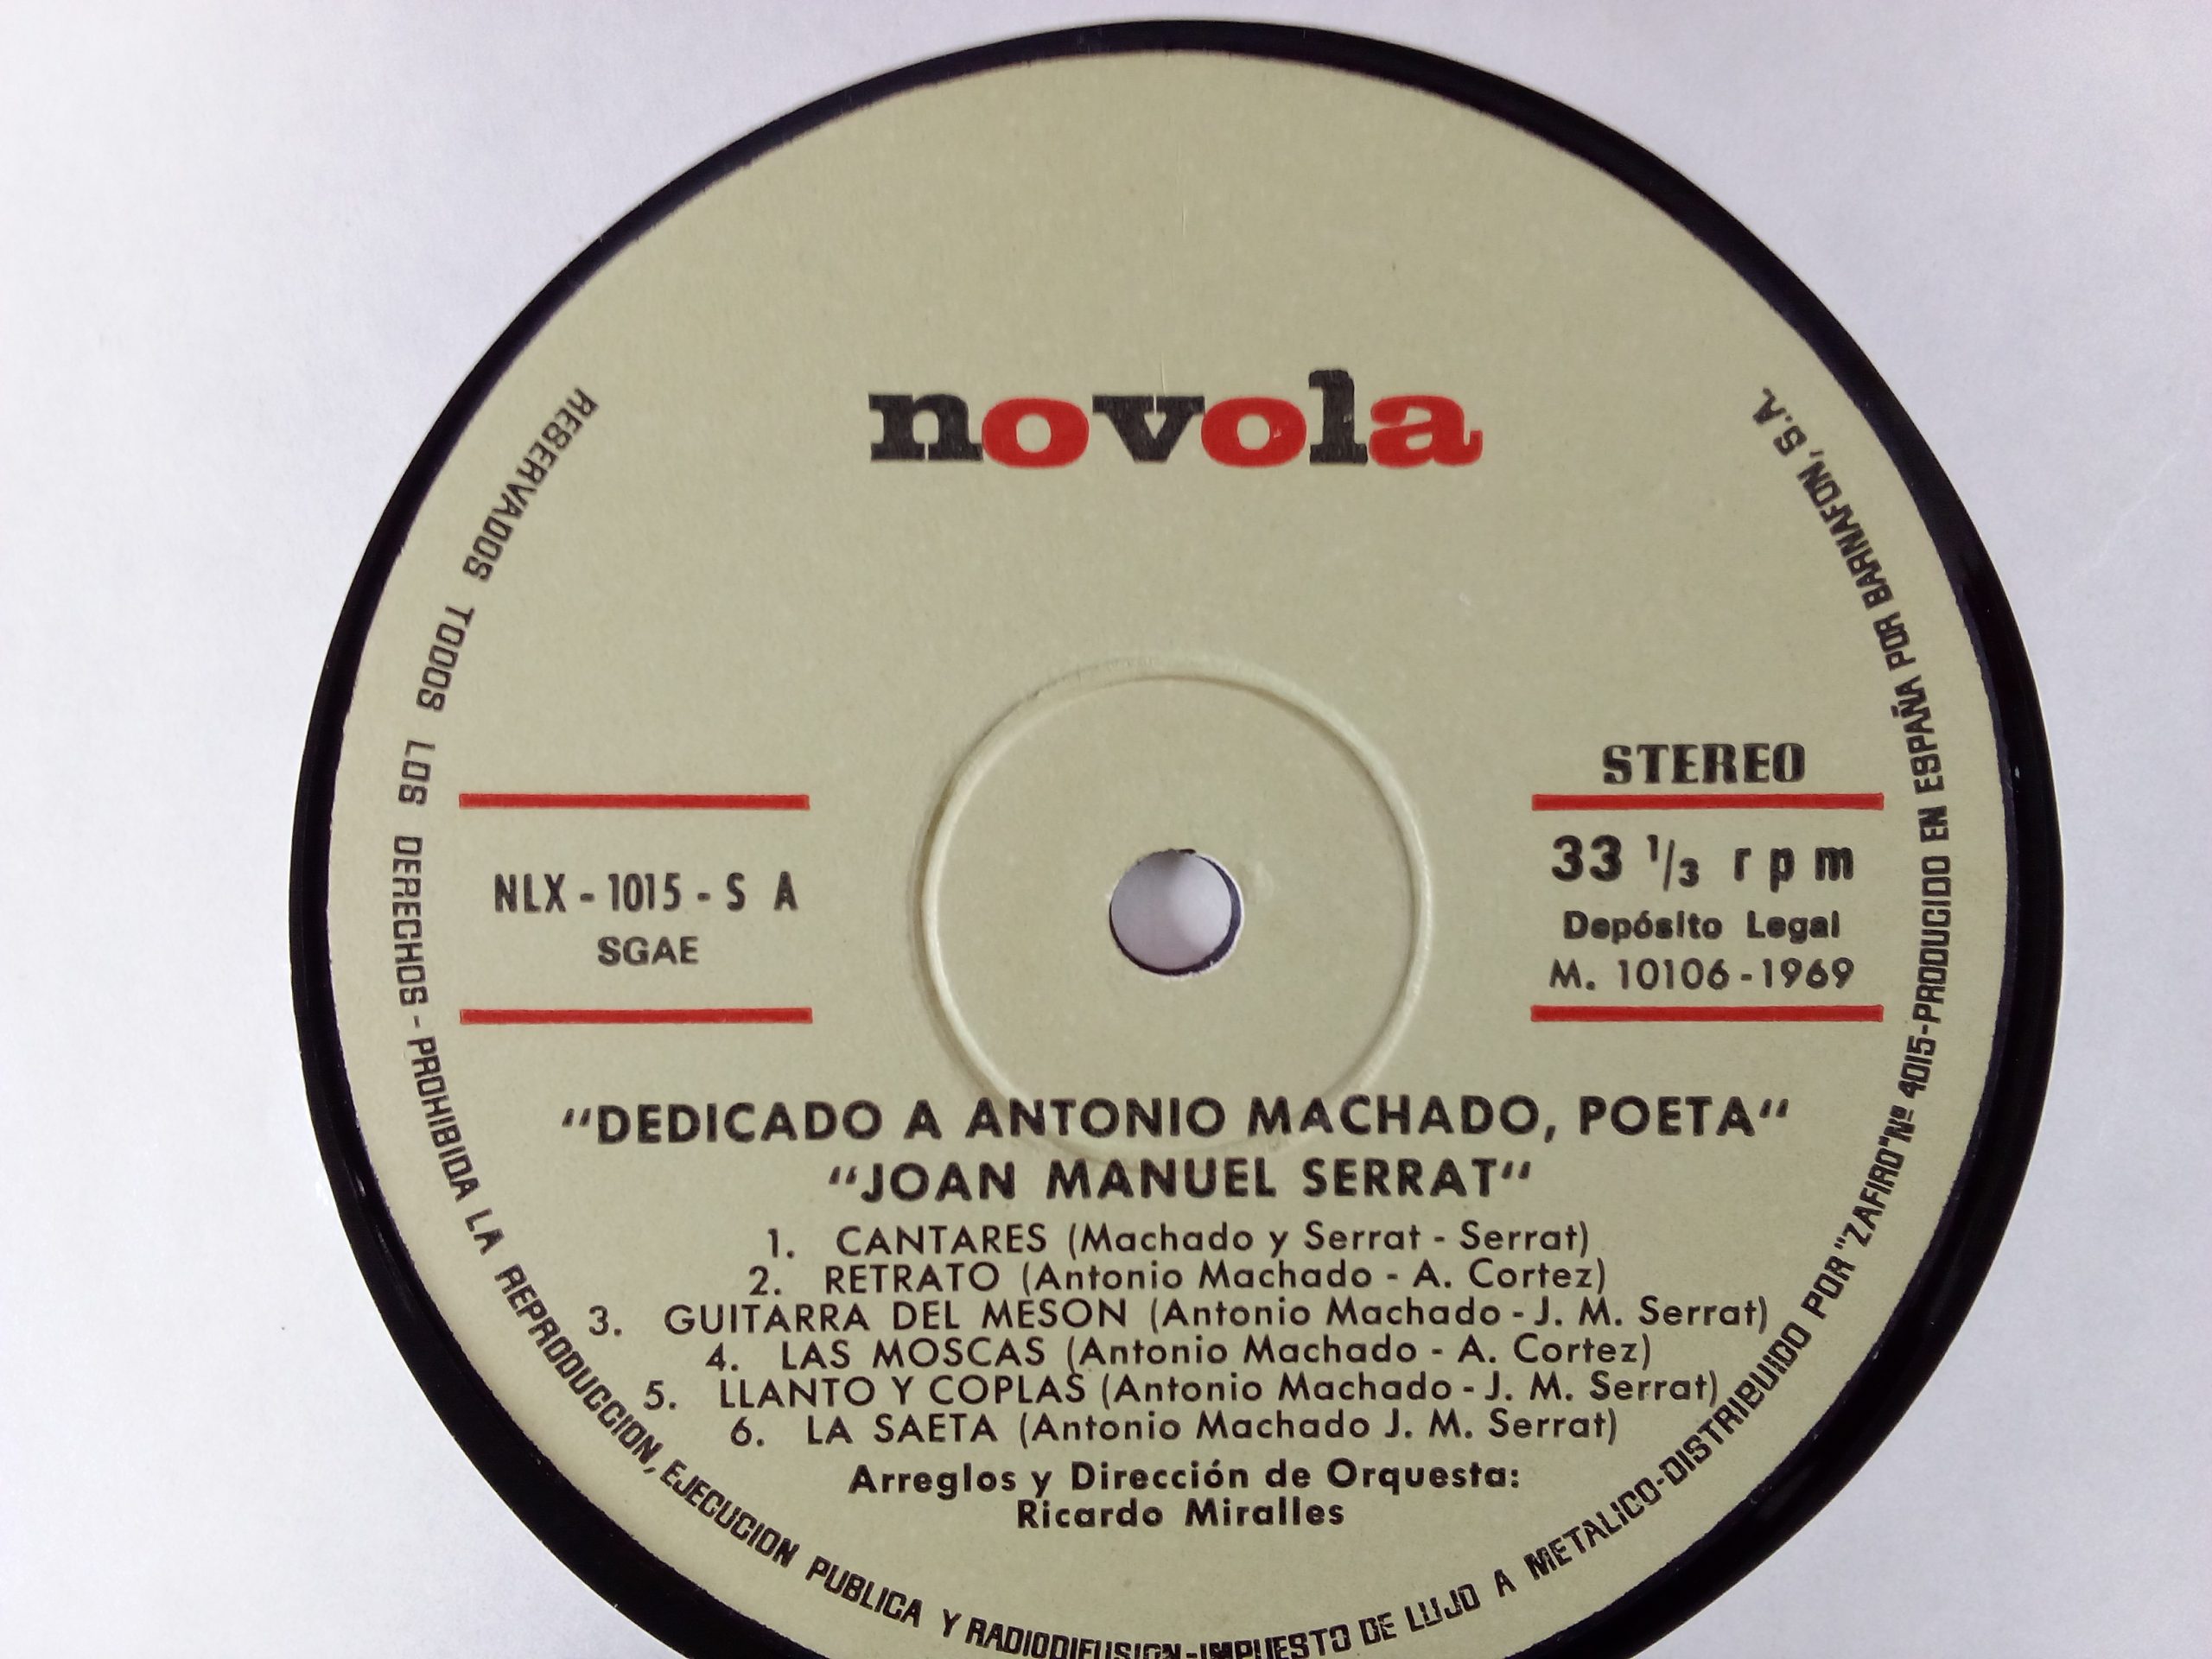 novola
STEREO
NLX - 1015 - S A
SGAE
33 1/3 r p m
Depósito Legal
M. 10106 - 1969
"DEDICADO A ANTONIO MACHADO, POETA"
"JOAN MANUEL SERRAT"
1. CANTARES (Machado y Serrat - Serrat)
2. RETRATO (Antonio Machado - A. Cortez)
3. GUITARRA DEL MESON (Antonio Machado - J. M. Serrat)
4. LAS MOSCAS (Antonio Machado - A. Cortez)
5. LLANTO Y COPLAS (Antonio Machado - J. M. Serrat)
6. LA SAETA (Antonio Machado J. M. Serrat)
Arreglos y Dirección de Orquesta:
Ricardo Miralles
RESERVADOS TODOS LOS DERECHOS - PROHIBIDA LA REPRODUCCION, EJECUCION PUBLICA Y RADIODIFUSION-IMPUESTO DE LUJO A METALICO-DISTRIBUIDO POR "ZAFIRO" Nº 4015-PRODUCIDO EN ESPAÑA POR BARNAFON, S.A.